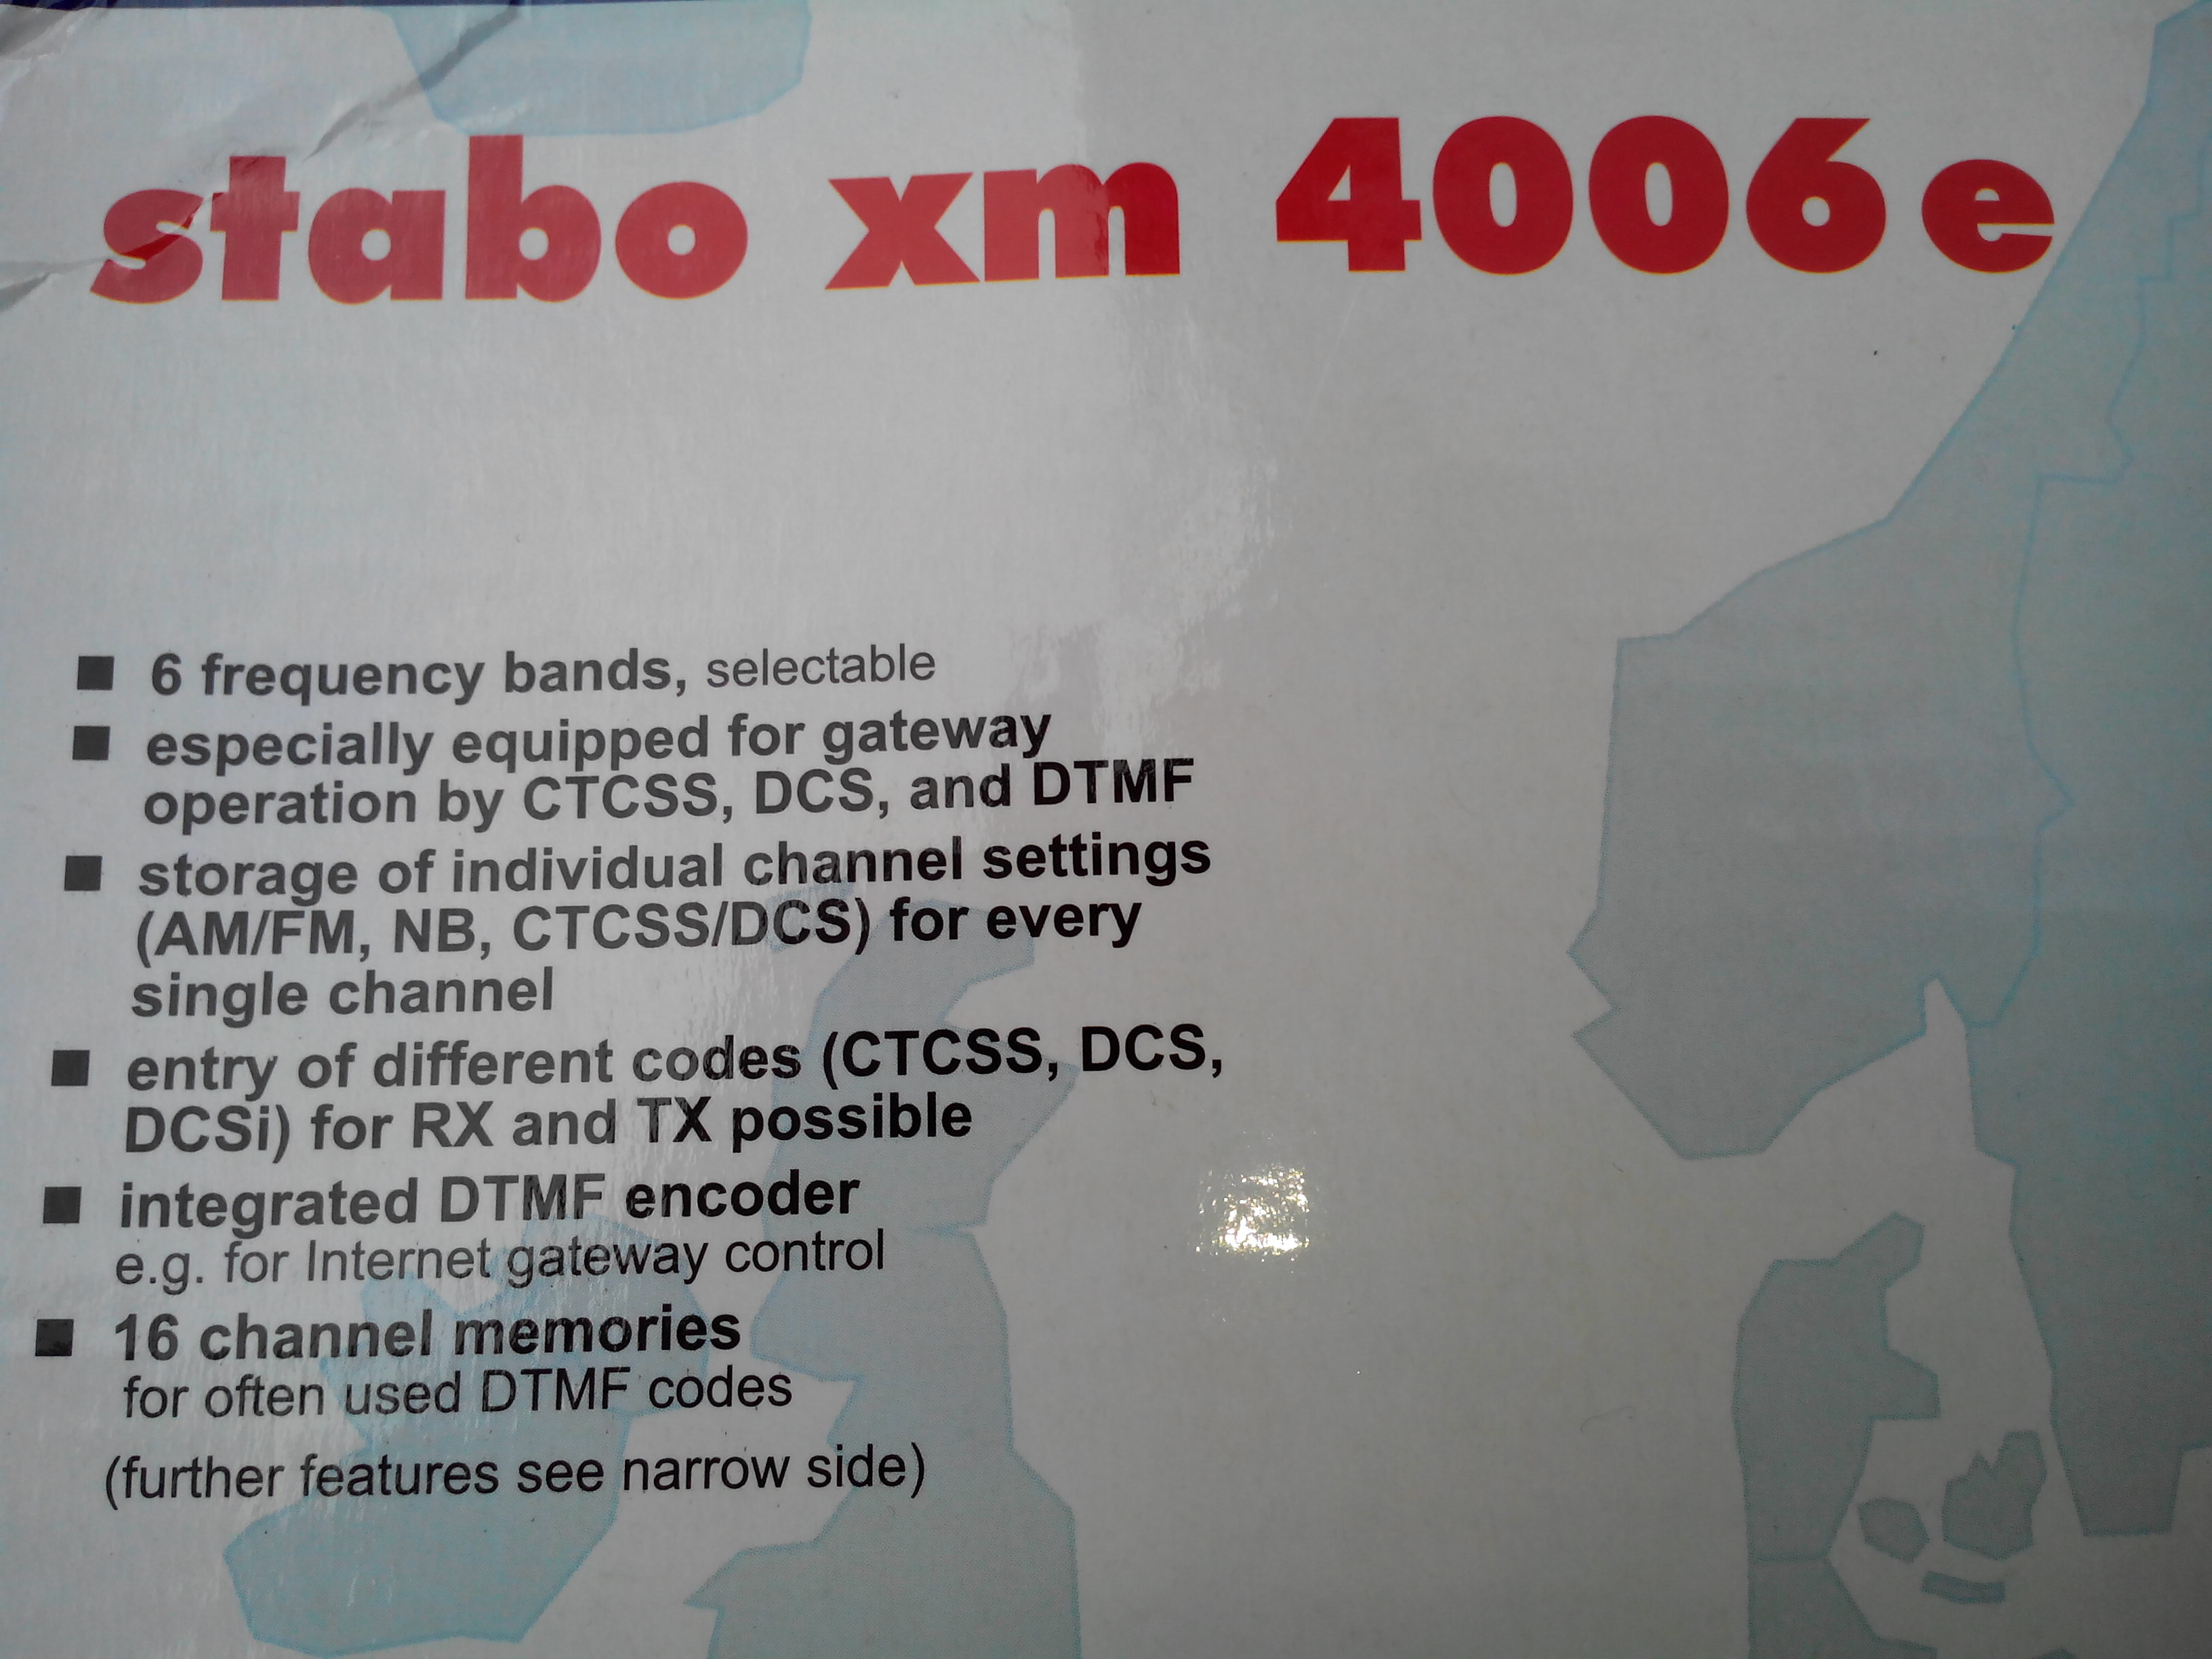 stabo xm 4006 e
■ 6 frequency bands, selectable
■ especially equipped for gateway
operation by CTCSS, DCS, and DTMF
■ storage of individual channel settings
(AM/FM, NB, CTCSS/DCS) for every
single channel
■ entry of different codes (CTCSS, DCS,
DCSi) for RX and TX possible
■ integrated DTMF encoder
e.g. for Internet gateway control
■ 16 channel memories
for often used DTMF codes
(further features see narrow side)